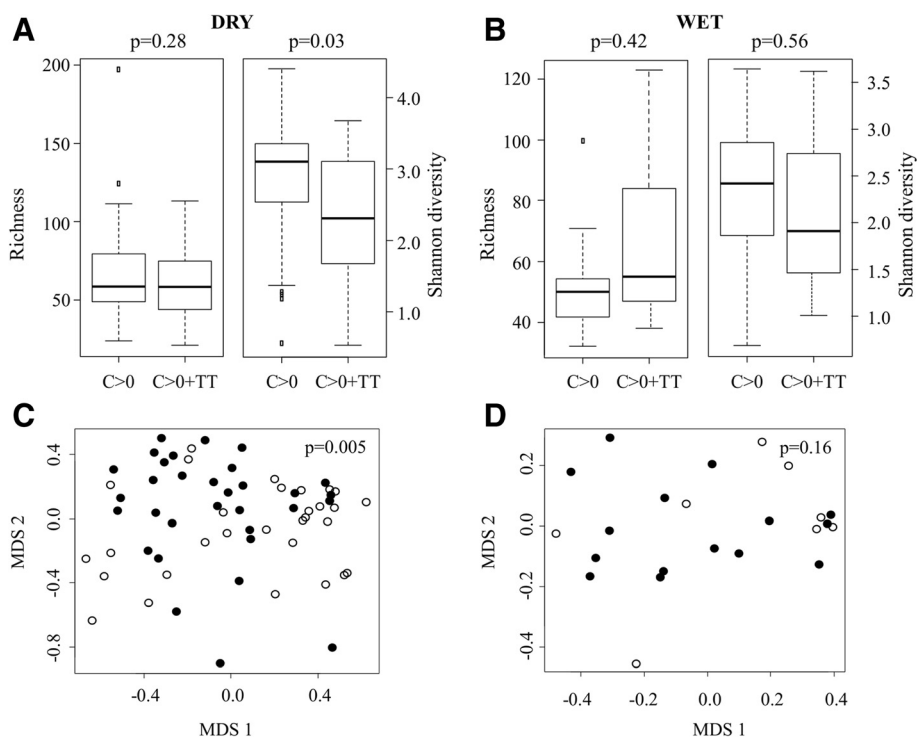 A DRY
p=0.28 p=0.03
Richness
200
150
100
50
4.0
3.0
2.0
1.0
Shannon diversity
C>0 C>0+TT C>0 C>0+TT
B WET
p=0.42 p=0.56
Richness
120
100
80
60
40
3.5
3.0
2.5
2.0
1.5
1.0
Shannon diversity
C>0 C>0+TT C>0 C>0+TT
C
p=0.005
MDS 2
0.4
0.0
-0.4
-0.8
-0.4 0.0 0.4
MDS 1
D
p=0.16
MDS 2
0.2
0.0
-0.2
-0.4
-0.4 -0.2 0.0 0.2 0.4
MDS 1